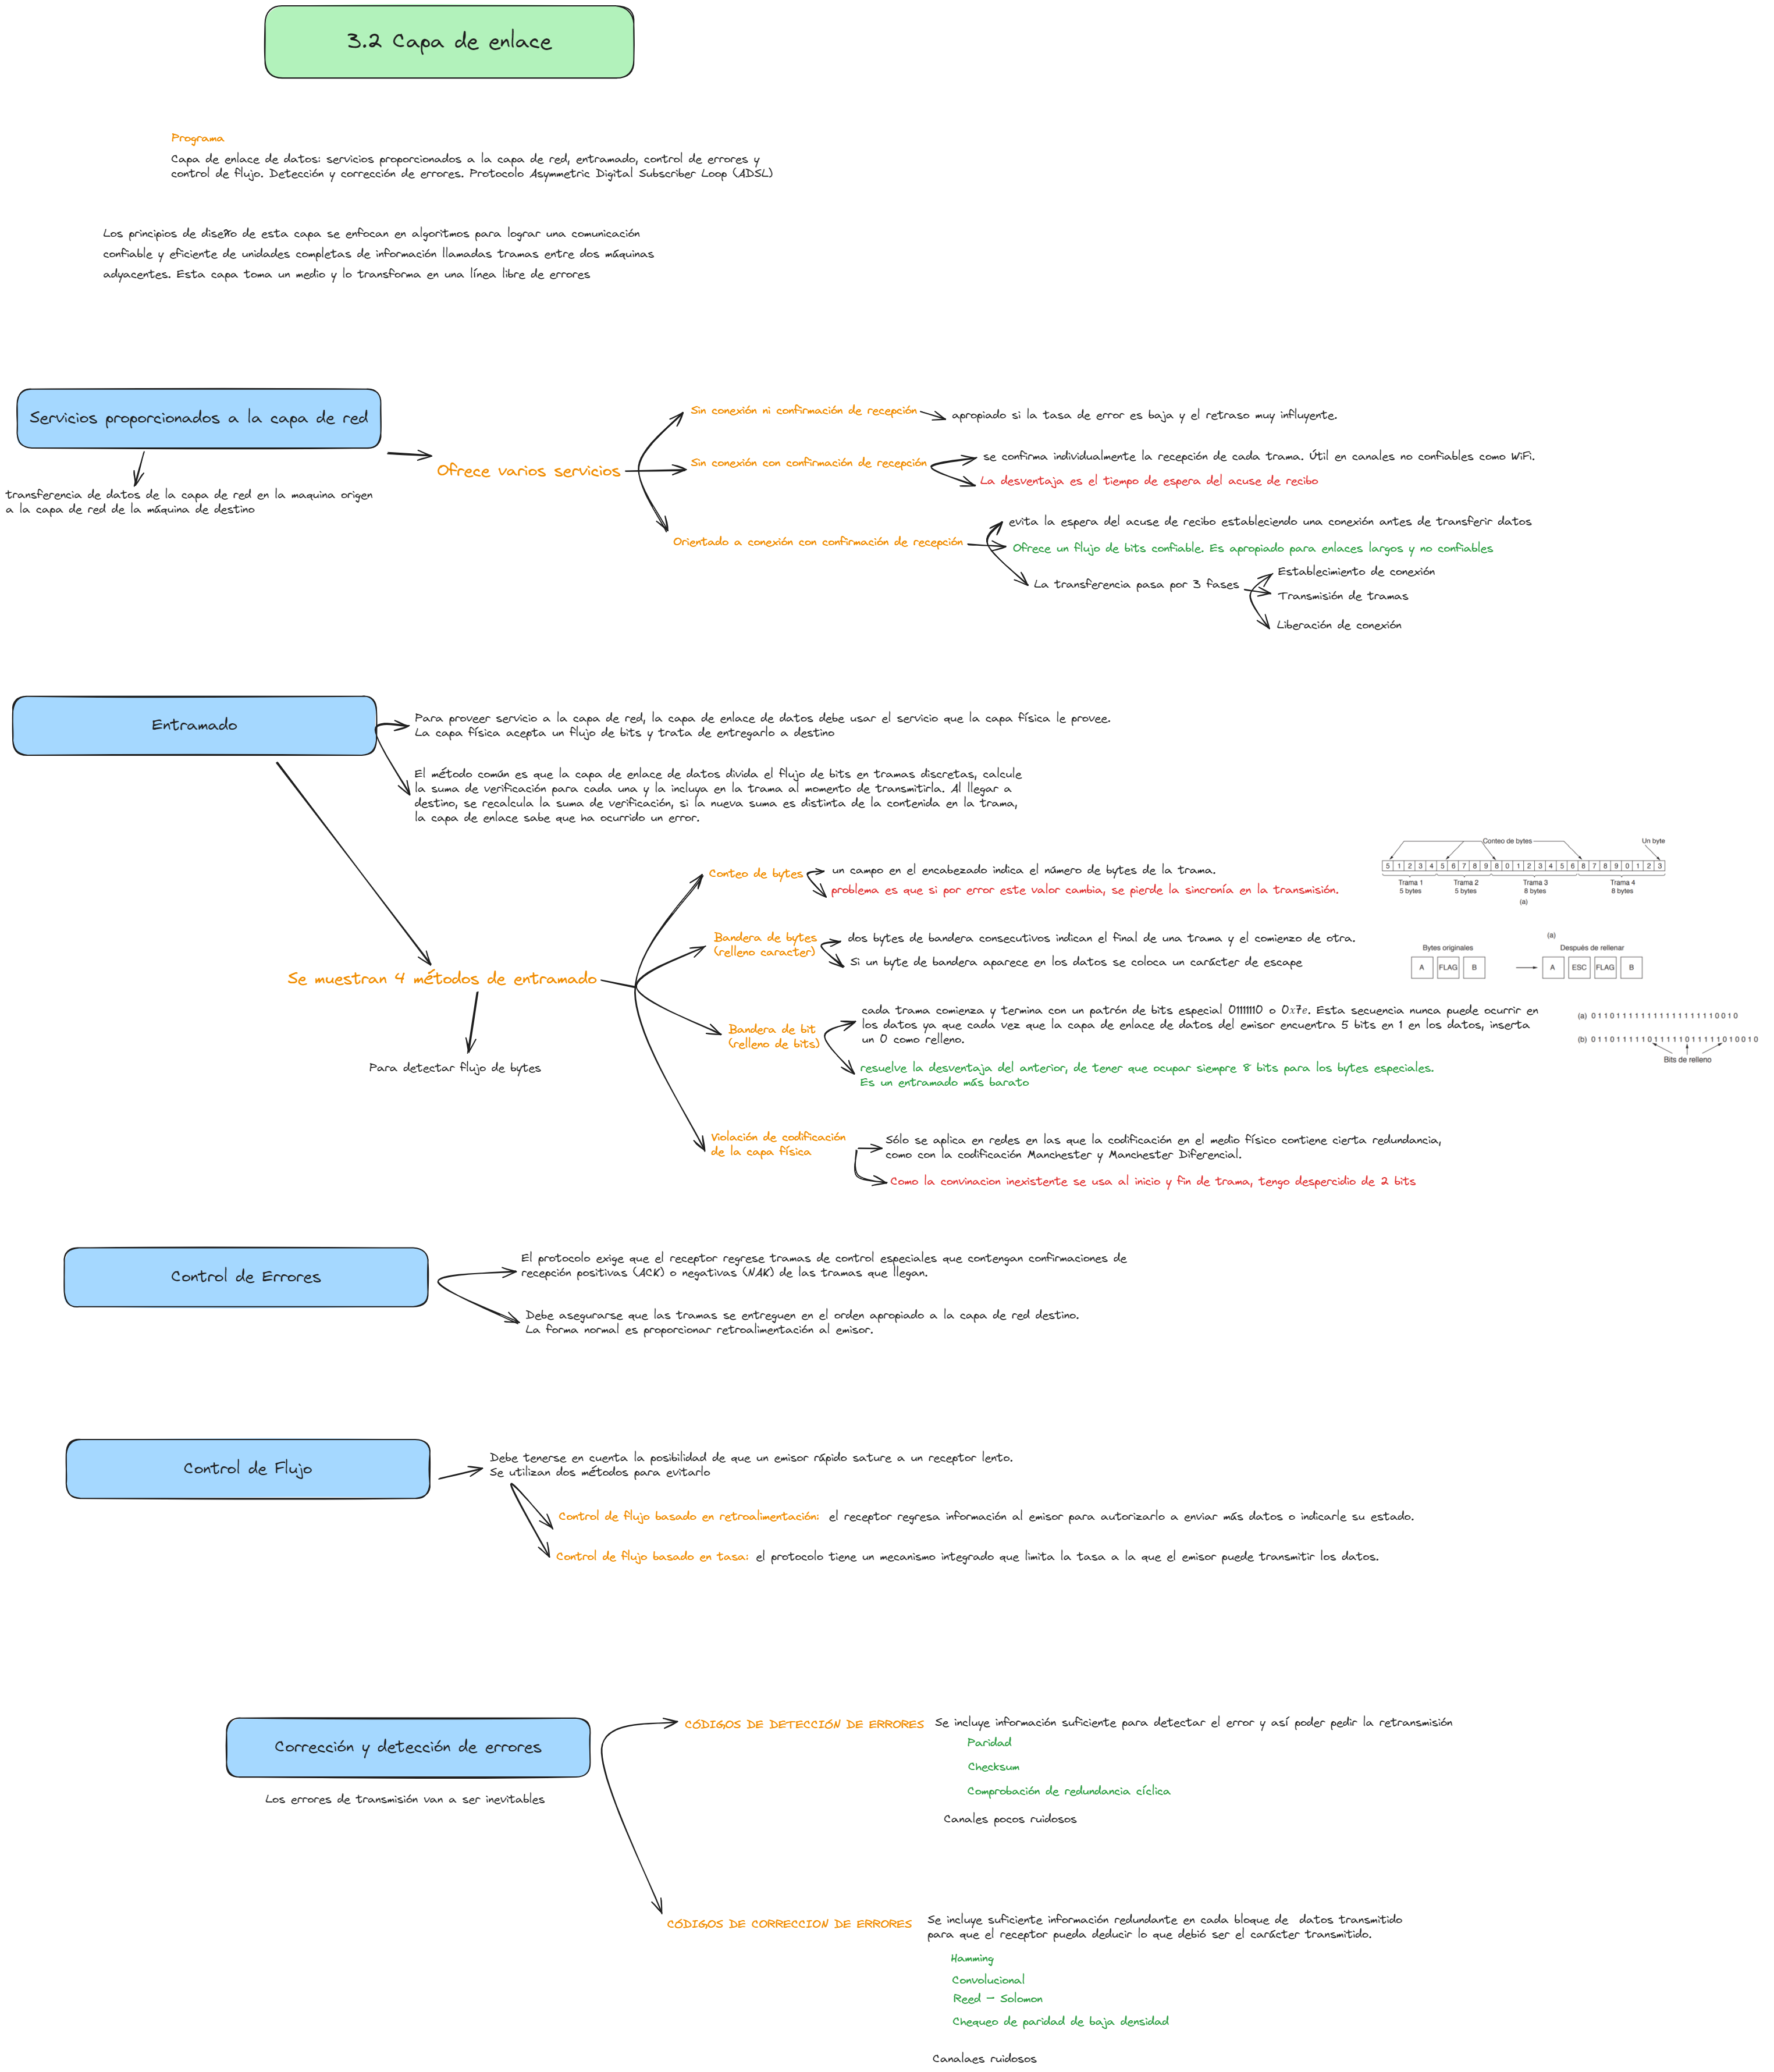 3.2 Capa de enlace
Programa
Capa de enlace de datos: servicios proporcionados a la capa de red, entramado, control de errores y
control de flujo. Detección y corrección de errores. Protocolo Asymmetric Digital Subscriber Loop (ADSL)
Los principios de diseño de esta capa se enfocan en algoritmos para lograr una comunicación
confiable y eficiente de unidades completas de información llamadas tramas entre dos máquinas
adyacentes. Esta capa toma un medio y lo transforma en una línea libre de errores
Servicios proporcionados a la capa de red
transferencia de datos de la capa de red en la maquina origen
a la capa de red de la máquina de destino
Ofrece varios servicios
Sin conexión ni confirmación de recepción
apropiado si la tasa de error es baja y el retraso muy influyente.
Sin conexión con confirmación de recepción
se confirma individualmente la recepción de cada trama. Útil en canales no confiables como WiFi.
La desventaja es el tiempo de espera del acuse de recibo
Orientado a conexión con confirmación de recepción
evita la espera del acuse de recibo estableciendo una conexión antes de transferir datos
Ofrece un flujo de bits confiable. Es apropiado para enlaces largos y no confiables
La transferencia pasa por 3 fases
Establecimiento de conexión
Transmisión de tramas
Liberación de conexión
Entramado
Para proveer servicio a la capa de red, la capa de enlace de datos debe usar el servicio que la capa física le provee.
La capa física acepta un flujo de bits y trata de entregarlo a destino
El método común es que la capa de enlace de datos divida el flujo de bits en tramas discretas, calcule
la suma de verificación para cada una y la incluya en la trama al momento de transmitirla. Al llegar a
destino, se recalcula la suma de verificación, si la nueva suma es distinta de la contenida en la trama,
la capa de enlace sabe que ha ocurrido un error.
Se muestran 4 métodos de entramado
Para detectar flujo de bytes
Conteo de bytes
un campo en el encabezado indica el número de bytes de la trama.
problema es que si por error este valor cambia, se pierde la sincronía en la transmisión.
Conteo de bytes
Un byte
5 1 2 3 4 5 6 7 8 9 8 0 1 2 3 4 5 6 8 7 8 9 0 1 2 3
Trama 1 Trama 2 Trama 3 Trama 4
5 bytes 5 bytes 8 bytes 8 bytes
(a)
Bandera de bytes
(relleno caracter)
dos bytes de bandera consecutivos indican el final de una trama y el comienzo de otra.
Si un byte de bandera aparece en los datos se coloca un carácter de escape
(a)
Bytes originales Después de rellenar
A FLAG B A ESC FLAG B
Bandera de bit
(relleno de bits)
cada trama comienza y termina con un patrón de bits especial 01111110 o 0x7e. Esta secuencia nunca puede ocurrir en
los datos ya que cada vez que la capa de enlace de datos del emisor encuentra 5 bits en 1 en los datos, inserta
un 0 como relleno.
resuelve la desventaja del anterior, de tener que ocupar siempre 8 bits para los bytes especiales.
Es un entramado más barato
(a) 0 1 1 0 1 1 1 1 1 1 1 1 1 1 1 1 1 1 1 1 0 0 1 0
(b) 0 1 1 0 1 1 1 1 1 0 1 1 1 1 1 0 1 1 1 1 1 0 1 0 0 1 0
Bits de relleno
Violación de codificación
de la capa física
Sólo se aplica en redes en las que la codificación en el medio físico contiene cierta redundancia,
como con la codificación Manchester y Manchester Diferencial.
Como la convinacion inexistente se usa al inicio y fin de trama, tengo despercidio de 2 bits
Control de Errores
El protocolo exige que el receptor regrese tramas de control especiales que contengan confirmaciones de
recepción positivas (ACK) o negativas (NAK) de las tramas que llegan.
Debe asegurarse que las tramas se entreguen en el orden apropiado a la capa de red destino.
La forma normal es proporcionar retroalimentación al emisor.
Control de Flujo
Debe tenerse en cuenta la posibilidad de que un emisor rápido sature a un receptor lento.
Se utilizan dos métodos para evitarlo
Control de flujo basado en retroalimentación: el receptor regresa información al emisor para autorizarlo a enviar más datos o indicarle su estado.
Control de flujo basado en tasa: el protocolo tiene un mecanismo integrado que limita la tasa a la que el emisor puede transmitir los datos.
Corrección y detección de errores
Los errores de transmisión van a ser inevitables
CÓDIGOS DE DETECCIÓN DE ERRORES
Se incluye información suficiente para detectar el error y así poder pedir la retransmisión
Paridad
Checksum
Comprobación de redundancia cíclica
Canales pocos ruidosos
CÓDIGOS DE CORRECCION DE ERRORES
Se incluye suficiente información redundante en cada bloque de datos transmitido
para que el receptor pueda deducir lo que debió ser el carácter transmitido.
Hamming
Convolucional
Reed - Solomon
Chequeo de paridad de baja densidad
Canalaes ruidosos